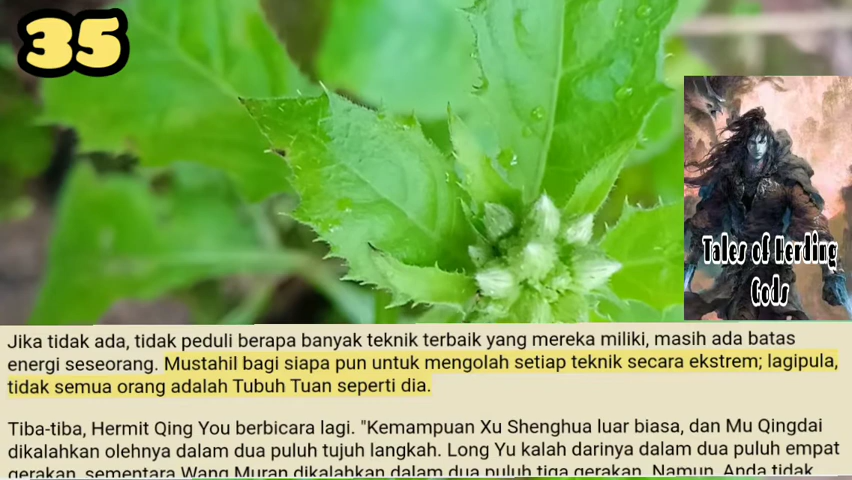 35
Tales of Herding
Gods
Jika tidak ada, tidak peduli berapa banyak teknik terbaik yang mereka miliki, masih ada batas
energi seseorang. Mustahil bagi siapa pun untuk mengolah setiap teknik secara ekstrem; lagipula,
tidak semua orang adalah Tubuh Tuan seperti dia.
Tiba-tiba, Hermit Qing You berbicara lagi. "Kemampuan Xu Shenghua luar biasa, dan Mu Qingdai
dikalahkan olehnya dalam dua puluh tujuh langkah. Long Yu kalah darinya dalam dua puluh empat
gerakan, sementara Wang Muran dikalahkan dalam dua puluh tiga gerakan. Namun, Anda tidak